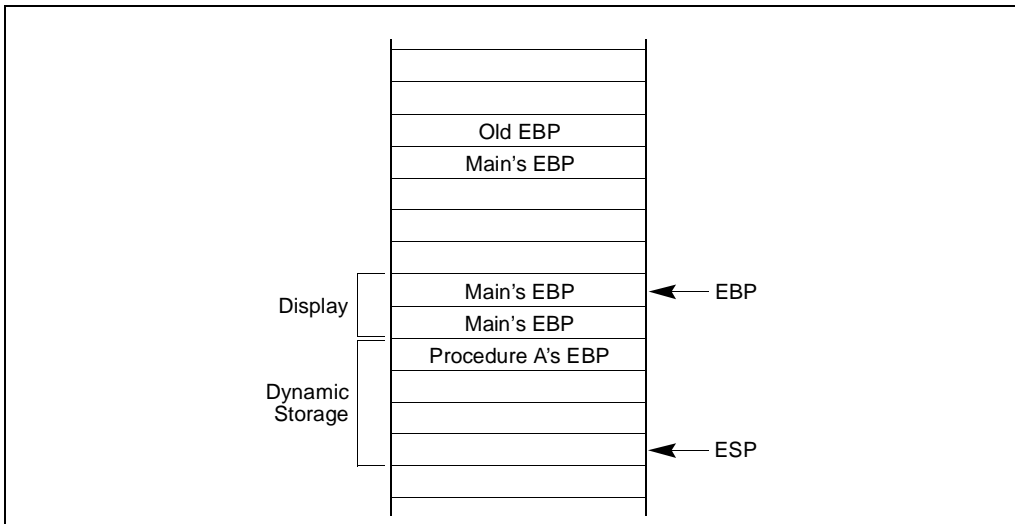 Old EBP
Main's EBP
Main's EBP
EBP
Display
Main's EBP
Procedure A's EBP
Dynamic
Storage
ESP